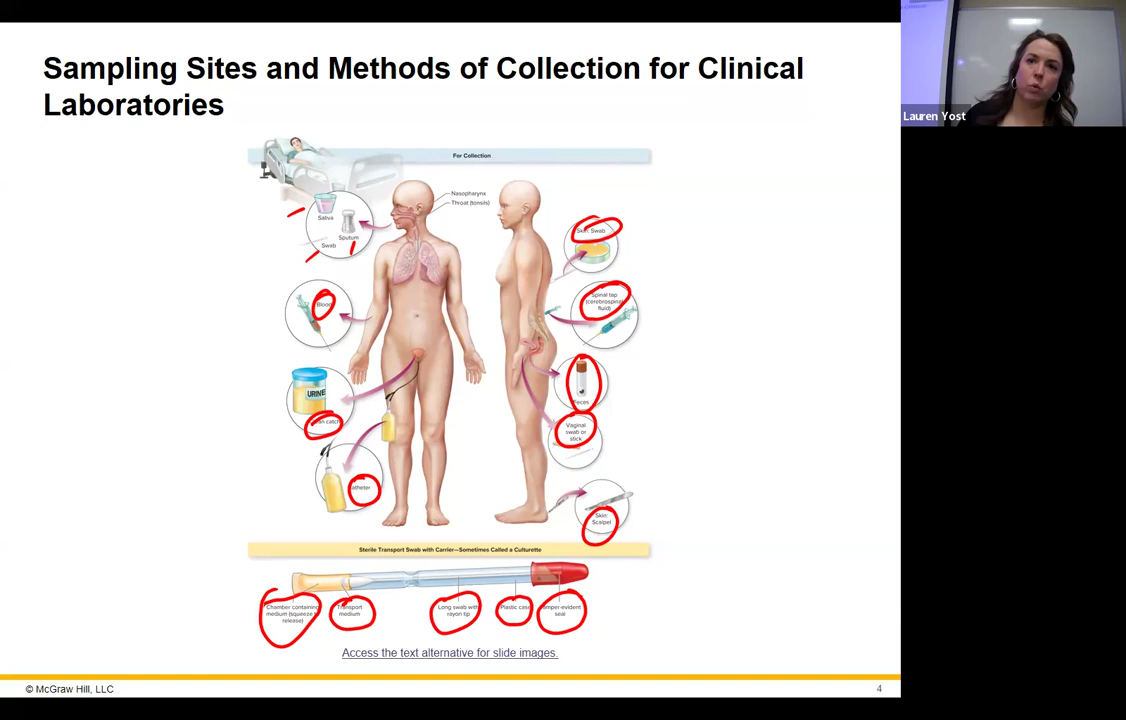 Sampling Sites and Methods of Collection for Clinical
Laboratories
Lauren Yost
For Collection
Nasopharynx
Throat (tonsils)
Saliva
Sputum
Swab
Skin: Swab
Blood
Spinal tap
(cerebrospinal
fluid)
URINE
catch
Feces
Vaginal
swab or
stick
Catheter
Skin:
Scalpel
Sterile Transport Swab with Carrier—Sometimes Called a Culturette
Chamber containing
medium (squeeze to
release)
Transport
medium
Long swab with
rayon tip
Plastic case
Tamper-evident
seal
Access the text alternative for slide images.
© McGraw Hill, LLC
4